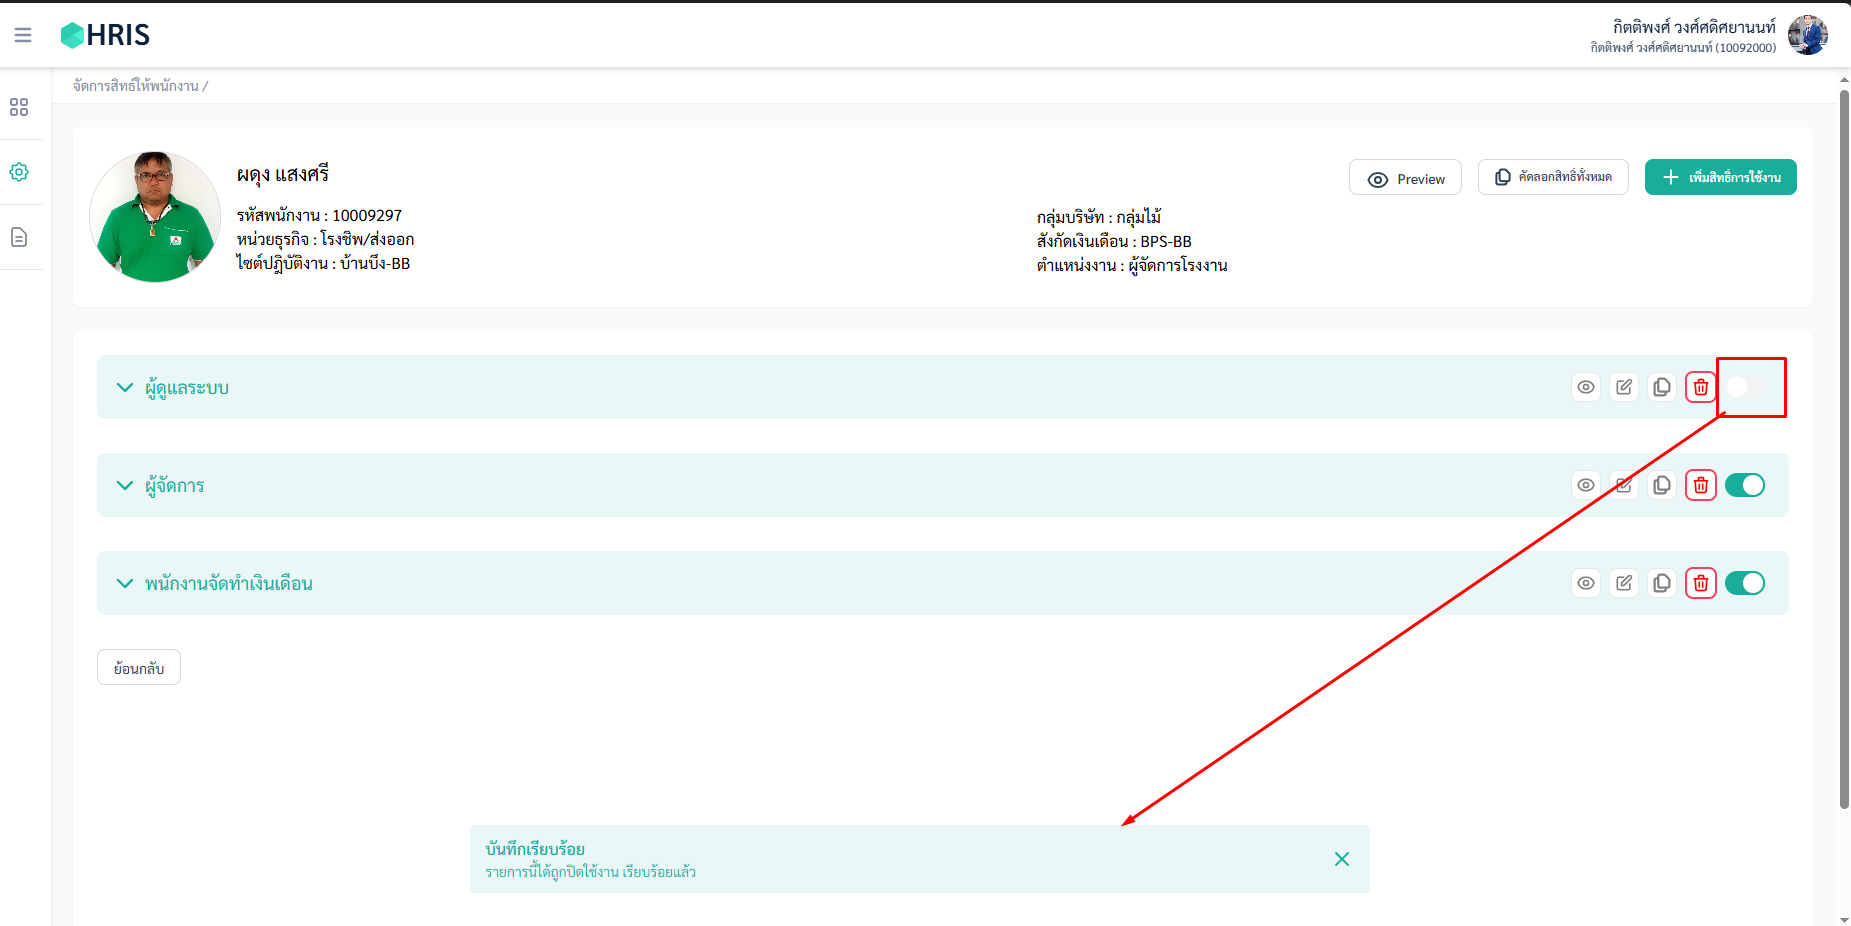 HRIS
กิตติพงศ์ วงศ์ศดิศยานนท์
กิตติพงศ์ วงศ์ศดิศยานนท์ (10092000)
จัดการสิทธิ์ให้พนักงาน /
ผดุง แสงศรี
Preview
คัดลอกสิทธิ์ทั้งหมด
เพิ่มสิทธิ์การใช้งาน
รหัสพนักงาน : 10009297
กลุ่มบริษัท : กลุ่มไม้
หน่วยธุรกิจ : โรงชิพ/ส่งออก
สังกัดเงินเดือน : BPS-BB
ไซต์ปฎิบัติงาน : บ้านบึง-BB
ตำแหน่งงาน : ผู้จัดการโรงงาน
ผู้ดูแลระบบ
ผู้จัดการ
พนักงานจัดทำเงินเดือน
ย้อนกลับ
บันทึกเรียบร้อย
รายการนี้ได้ถูกปิดใช้งาน เรียบร้อยแล้ว